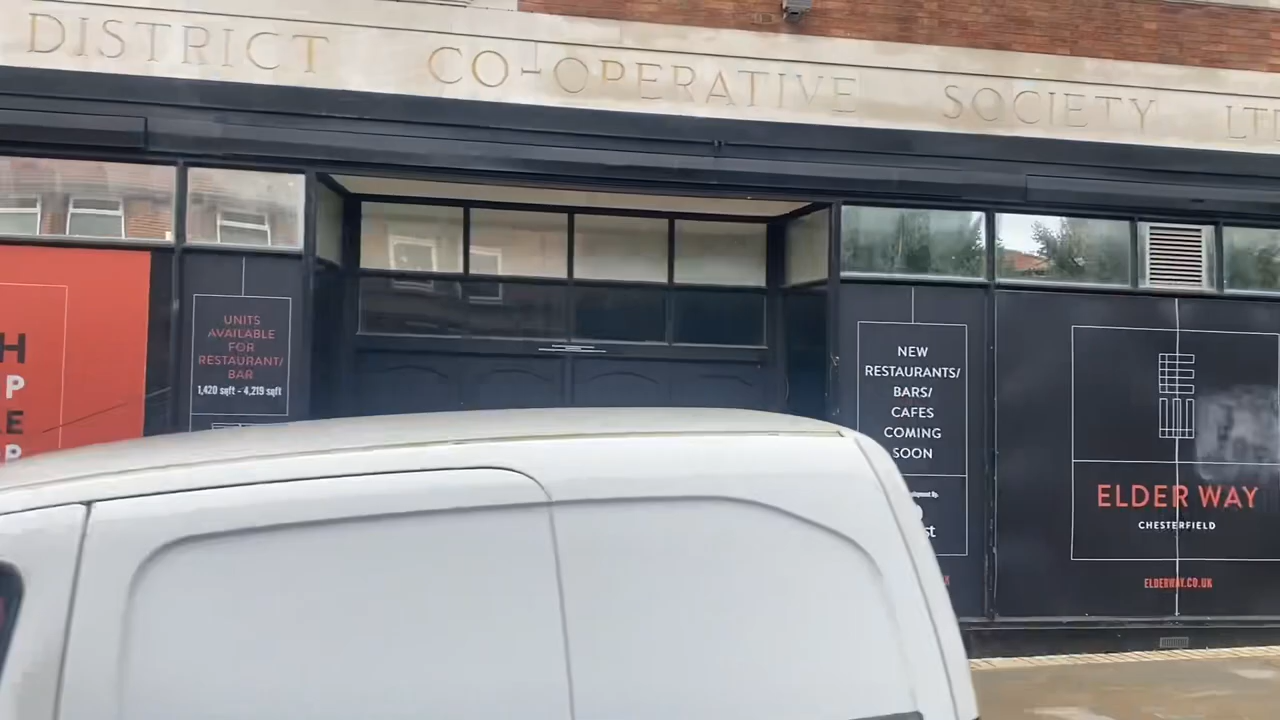 DISTRICT CO-OPERATIVE SOCIETY LTD
H
P
E
P
UNITS
AVAILABLE
FOR
RESTAURANT/
BAR
1,420 sqft - 4,219 sqft
NEW
RESTAURANTS/
BARS/
CAFES
COMING
SOON
ELDER WAY
CHESTERFIELD
ELDERWAY.CO.UK